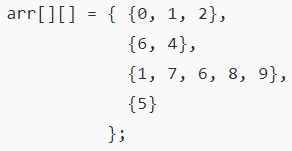 arr[][] = { {0, 1, 2},
{6, 4},
{1, 7, 6, 8, 9},
{5}
};